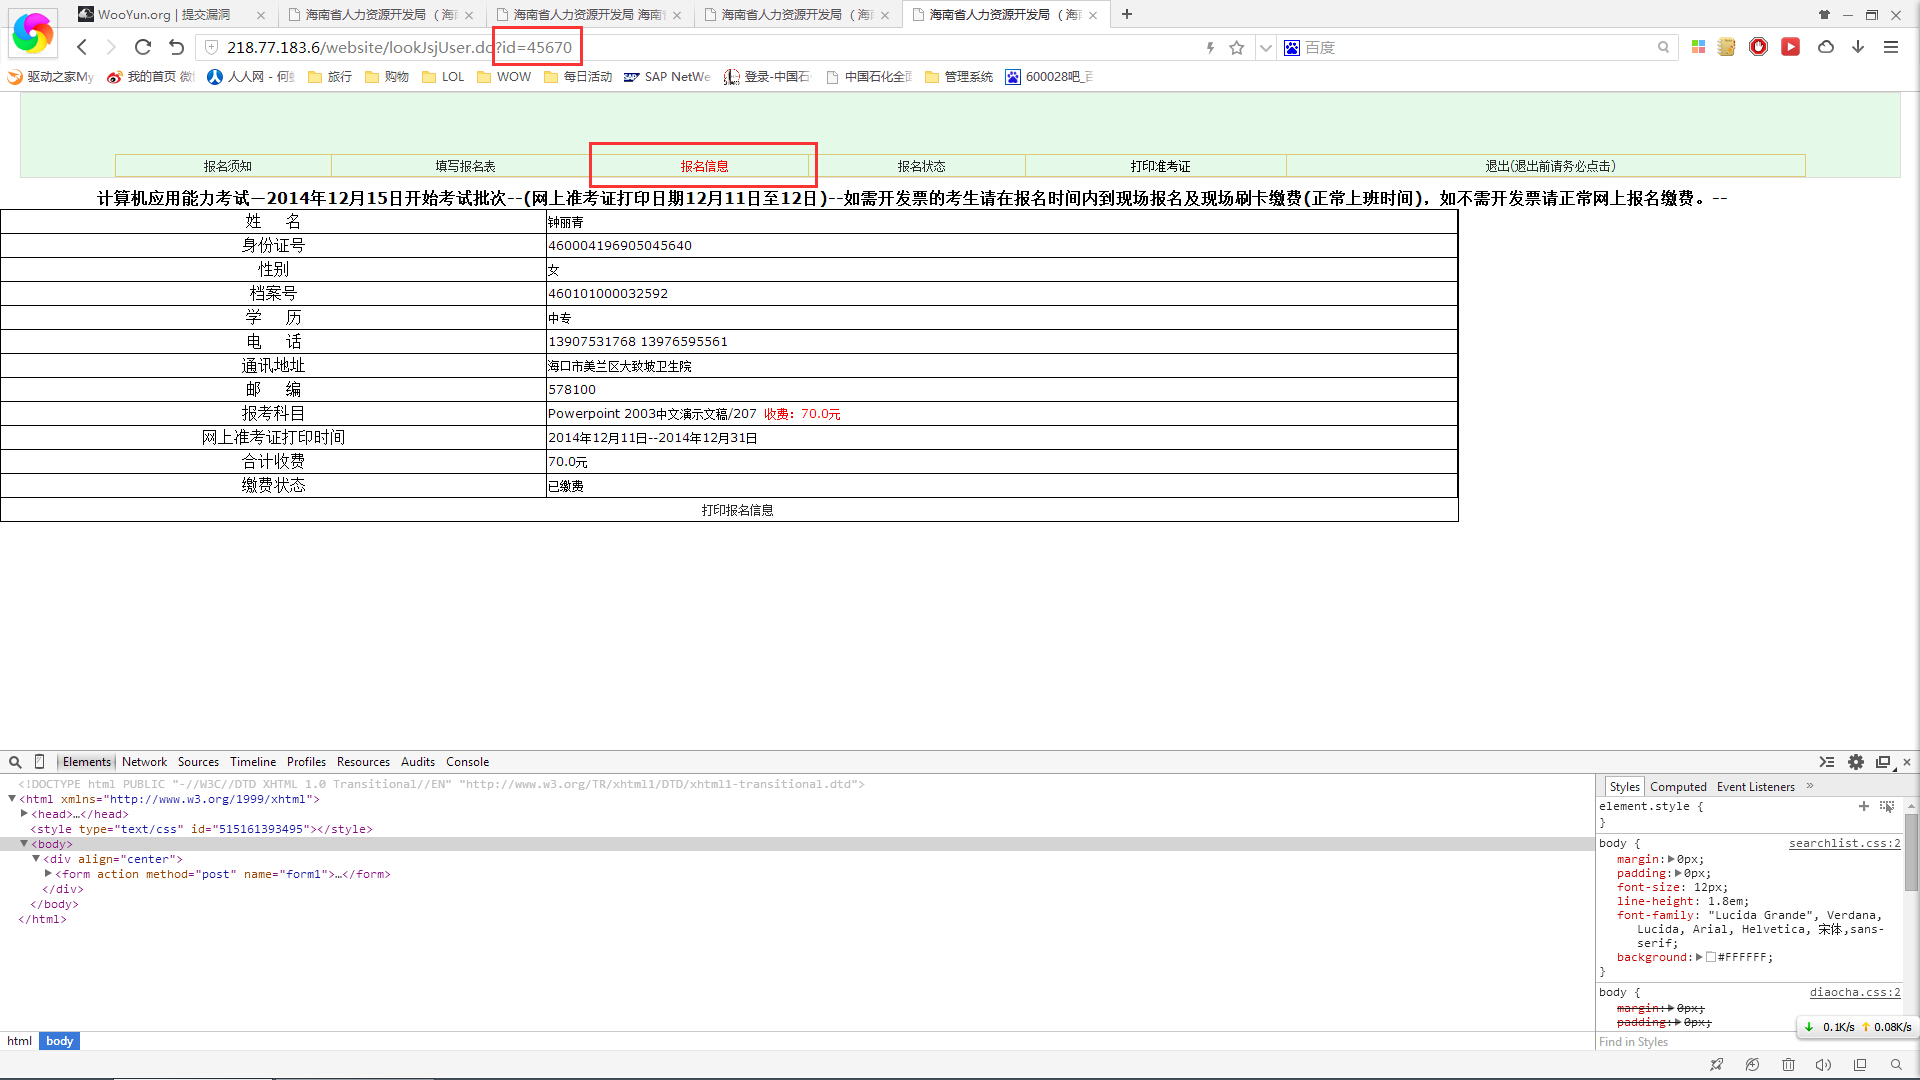 WooYun.org | 提交漏洞
海南省人力资源开发局 （海南
海南省人力资源开发局 海南省
海南省人力资源开发局 （海南
海南省人力资源开发局 （海南
218.77.183.6/website/lookJsjUser.do?id=45670
百度
驱动之家My
我的首页 微博
人人网 - 何
旅行
购物
LOL
WOW
每日活动
SAP NetWe
登录-中国石
中国石化全面
管理系统
600028吧_百
报名须知
填写报名表
报名信息
报名状态
打印准考证
退出(退出前请务必点击)
计算机应用能力考试—2014年12月15日开始考试批次--(网上准考证打印日期12月11日至12日)--如需开发票的考生请在报名时间内到现场报名及现场刷卡缴费(正常上班时间)，如不需开发票请正常网上报名缴费。--
姓 名 钟丽青
身份证号 460004196905045640
性别 女
档案号 460101000032592
学 历 中专
电 话 13907531768 13976595561
通讯地址 海口市美兰区大致坡卫生院
邮 编 578100
报考科目 Powerpoint 2003中文演示文稿/207 收费：70.0元
网上准考证打印时间 2014年12月11日--2014年12月31日
合计收费 70.0元
缴费状态 已缴费
打印报名信息
Elements Network Sources Timeline Profiles Resources Audits Console
<!DOCTYPE html PUBLIC "-//W3C//DTD XHTML 1.0 Transitional//EN" "http://www.w3.org/TR/xhtml1/DTD/xhtml1-transitional.dtd">
<html xmlns="http://www.w3.org/1999/xhtml">
<head>…</head>
<style type="text/css" id="515161393495"></style>
<body>
<div align="center">
<form action method="post" name="form1">…</form>
</div>
</body>
</html>
html body
Styles Computed Event Listeners »
element.style {
}
body { searchlist.css:2
margin: 0px;
padding: 0px;
font-size: 12px;
line-height: 1.8em;
font-family: "Lucida Grande", Verdana,
Lucida, Arial, Helvetica, 宋体,sans-
serif;
background: #FFFFFF;
}
body { diaocha.css:2
margin: 0px;
padding: 0px;
Find in Styles
0.1K/s 0.08K/s